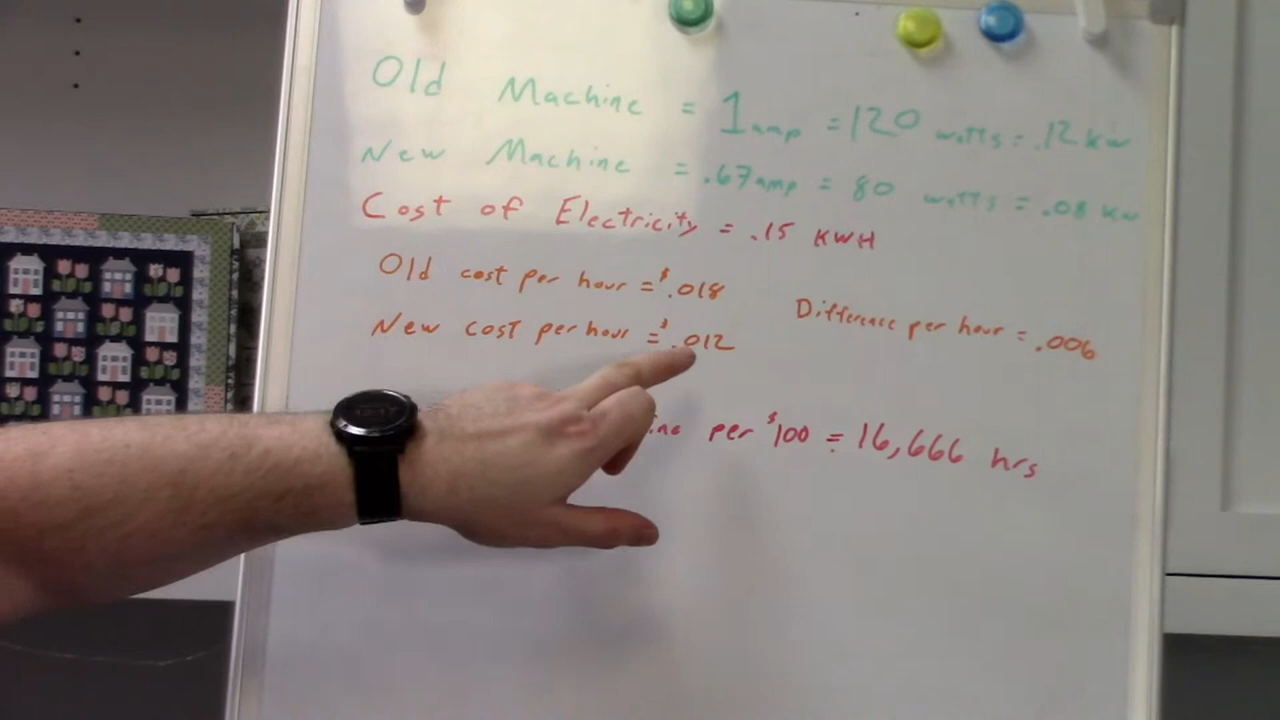 Old Machine = 1amp = 120 watts = .12 kw
New Machine = .67amp = 80 watts = .08 kw
Cost of Electricity = .15 KWH
Old cost per hour = $.018
New cost per hour = $.012
Difference per hour = .006
per $100 = 16,666 hrs